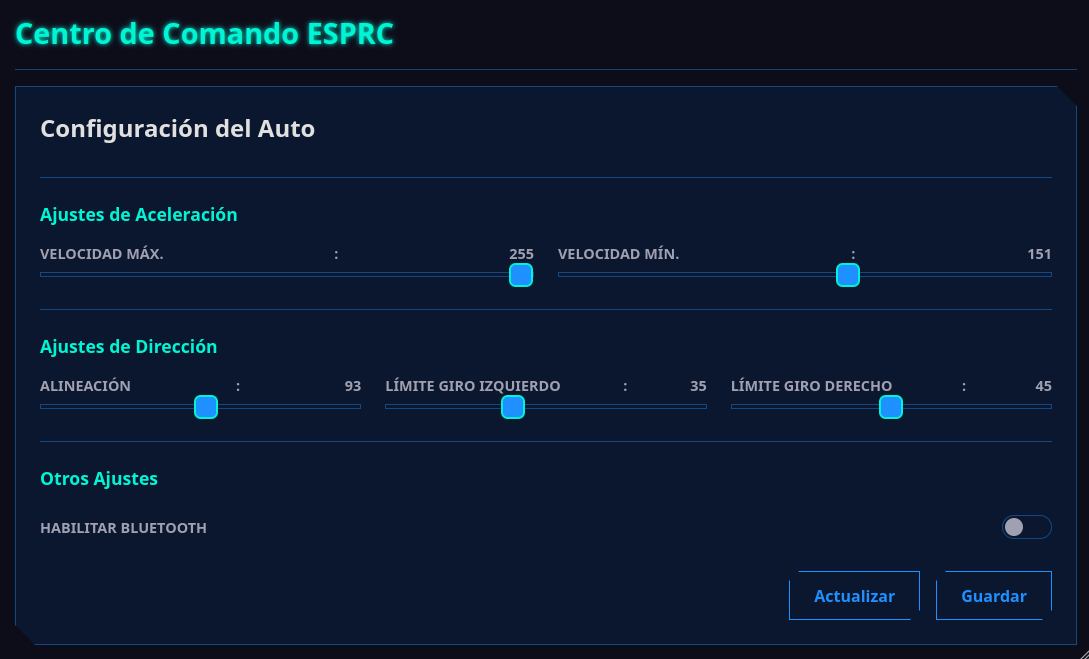 Centro de Comando ESPRC
Configuración del Auto
Ajustes de Aceleración
VELOCIDAD MÁX. : 255 VELOCIDAD MÍN. : 151
Ajustes de Dirección
ALINEACIÓN : 93 LÍMITE GIRO IZQUIERDO : 35 LÍMITE GIRO DERECHO : 45
Otros Ajustes
HABILITAR BLUETOOTH
Actualizar Guardar